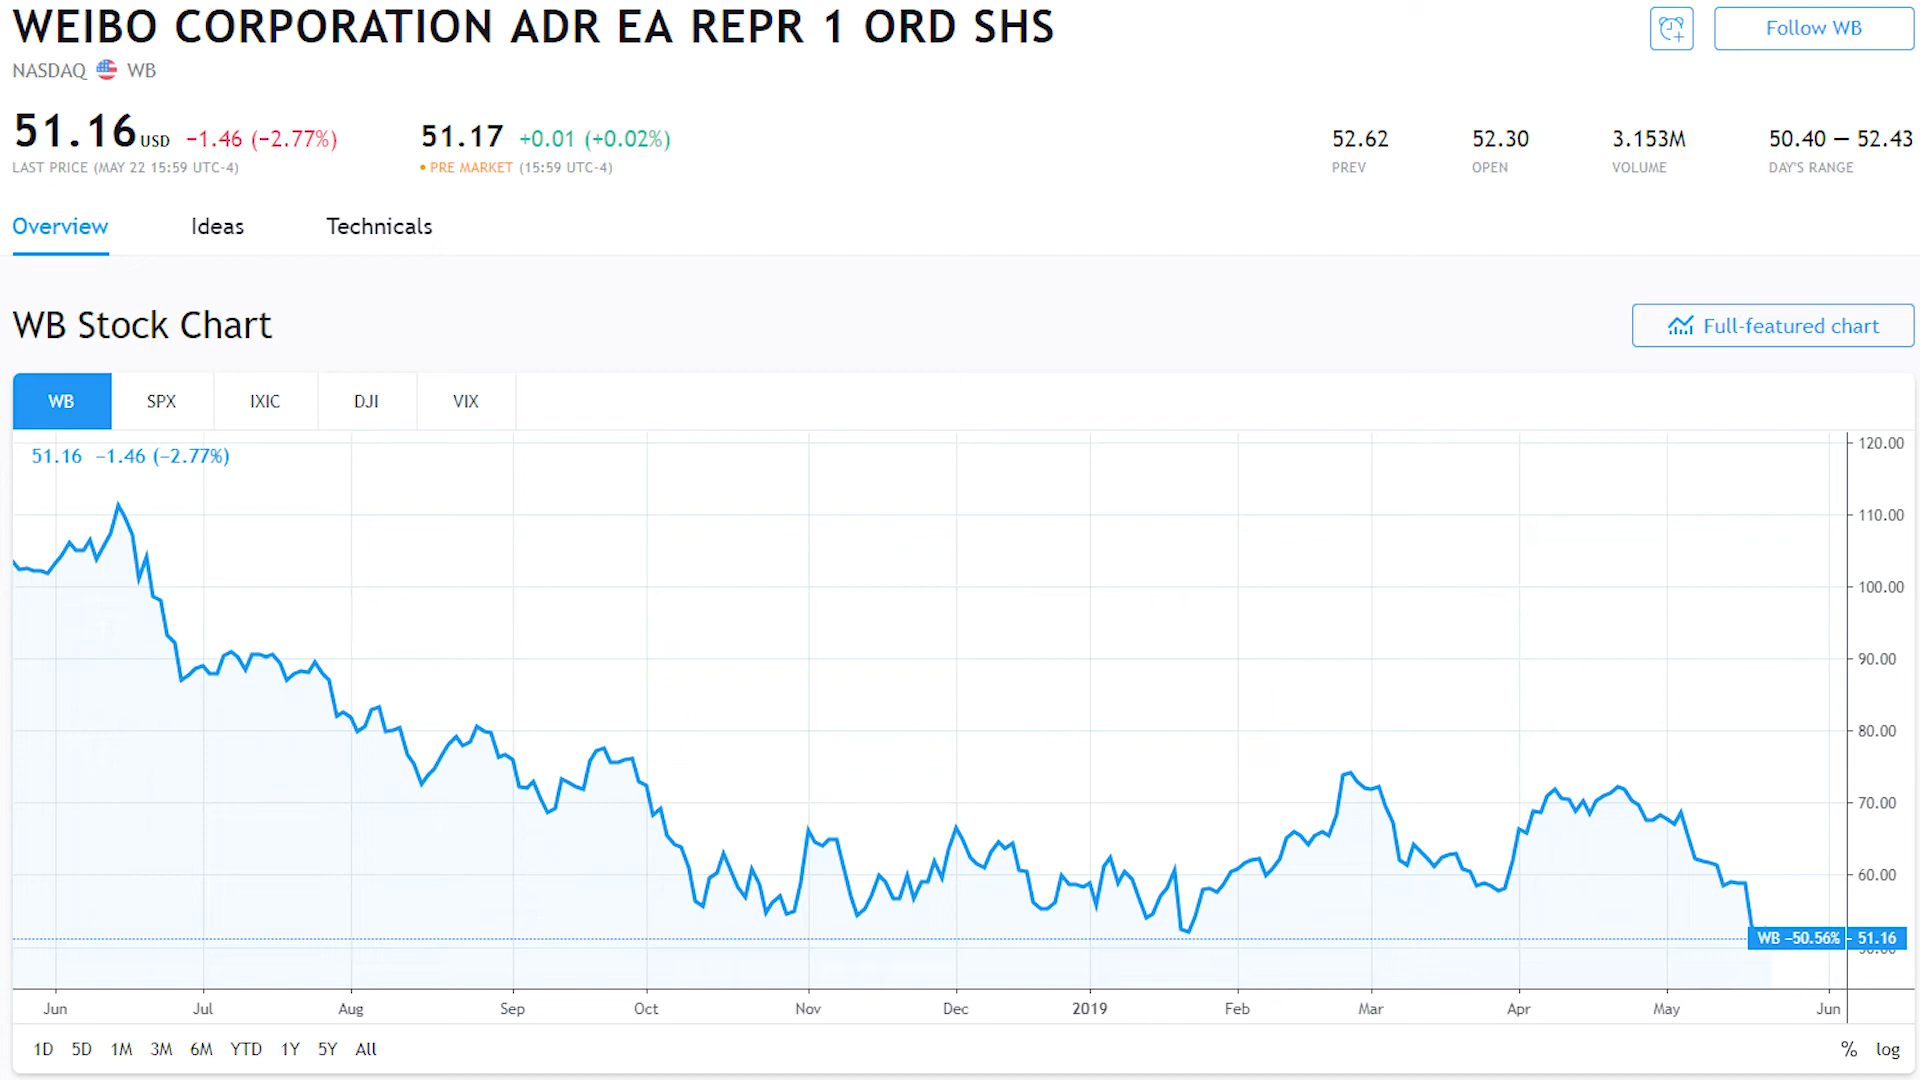 WEIBO CORPORATION ADR EA REPR 1 ORD SHS
Follow WB
NASDAQ WB
51.16 USD −1.46 (−2.77%)
LAST PRICE (MAY 22 15:59 UTC-4)
51.17 +0.01 (+0.02%)
PRE MARKET (15:59 UTC-4)
52.62
PREV
52.30
OPEN
3.153M
VOLUME
50.40 — 52.43
DAY'S RANGE
Overview Ideas Technicals
WB Stock Chart
Full-featured chart
WB SPX IXIC DJI VIX
51.16 −1.46 (−2.77%)
120.00
110.00
100.00
90.00
80.00
70.00
60.00
WB −50.56% 51.16
Jun Jul Aug Sep Oct Nov Dec 2019 Feb Mar Apr May Jun
1D 5D 1M 3M 6M YTD 1Y 5Y All
% log